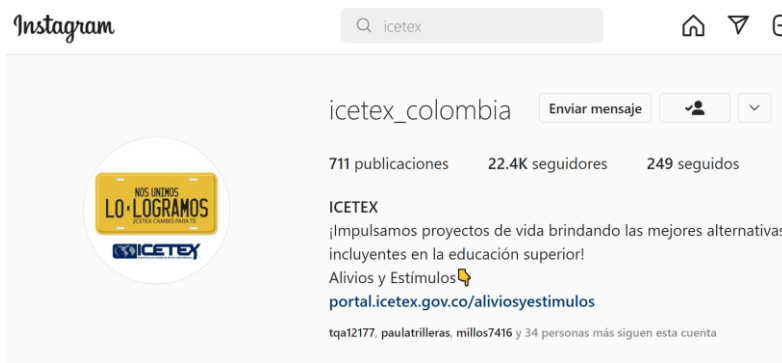 Instagram
icetex
icetex_colombia
Enviar mensaje
711 publicaciones 22.4K seguidores 249 seguidos
NOS UNIMOS
LO·LOGRAMOS
¡ICETEX CAMBIÓ PARA TI!
ICETEX
ICETEX
¡Impulsamos proyectos de vida brindando las mejores alternativas
incluyentes en la educación superior!
Alivios y Estímulos👇
portal.icetex.gov.co/aliviosyestimulos
tqa12177, paulatrilleras, millos7416 y 34 personas más siguen esta cuenta